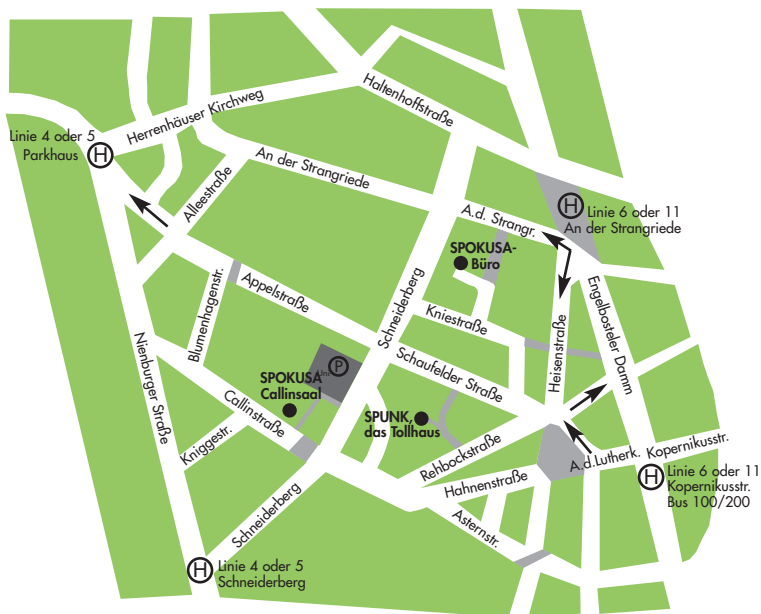 Haltenhoffstraße
Herrenhäuser Kirchweg
Linie 4 oder 5
Parkhaus
H
An der Strangriede
Alleestraße
A.d. Strangr.
H
Linie 6 oder 11
An der Strangriede
SPOKUSA-
Büro
Schneiderberg
Appelstraße
Blumenhagenstr.
Kniestraße
Heisenstraße
Engelbosteler Damm
Nienburger Straße
Uni
P
Schaufelder Straße
SPOKUSA
Callinsaal
Callinstraße
SPUNK,
das Tollhaus
Kniggestr.
Rehbockstraße
A.d.Lutherk.
Kopernikusstr.
Hahnenstraße
H
Linie 6 oder 11
Kopernikusstr.
Bus 100/200
Schneiderberg
Asternstr.
H
Linie 4 oder 5
Schneiderberg